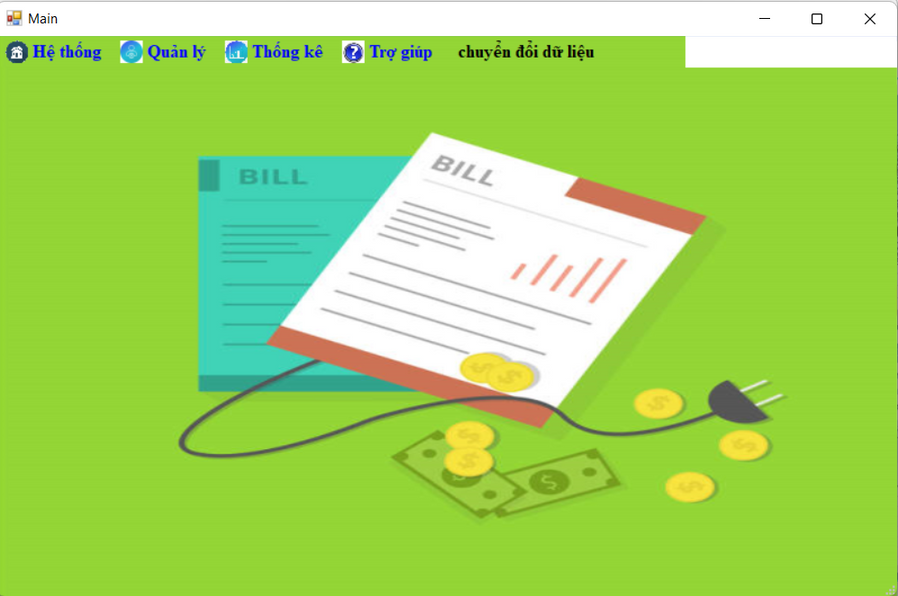 Main
Hệ thống Quản lý Thống kê Trợ giúp chuyển đổi dữ liệu
BILL
BILL